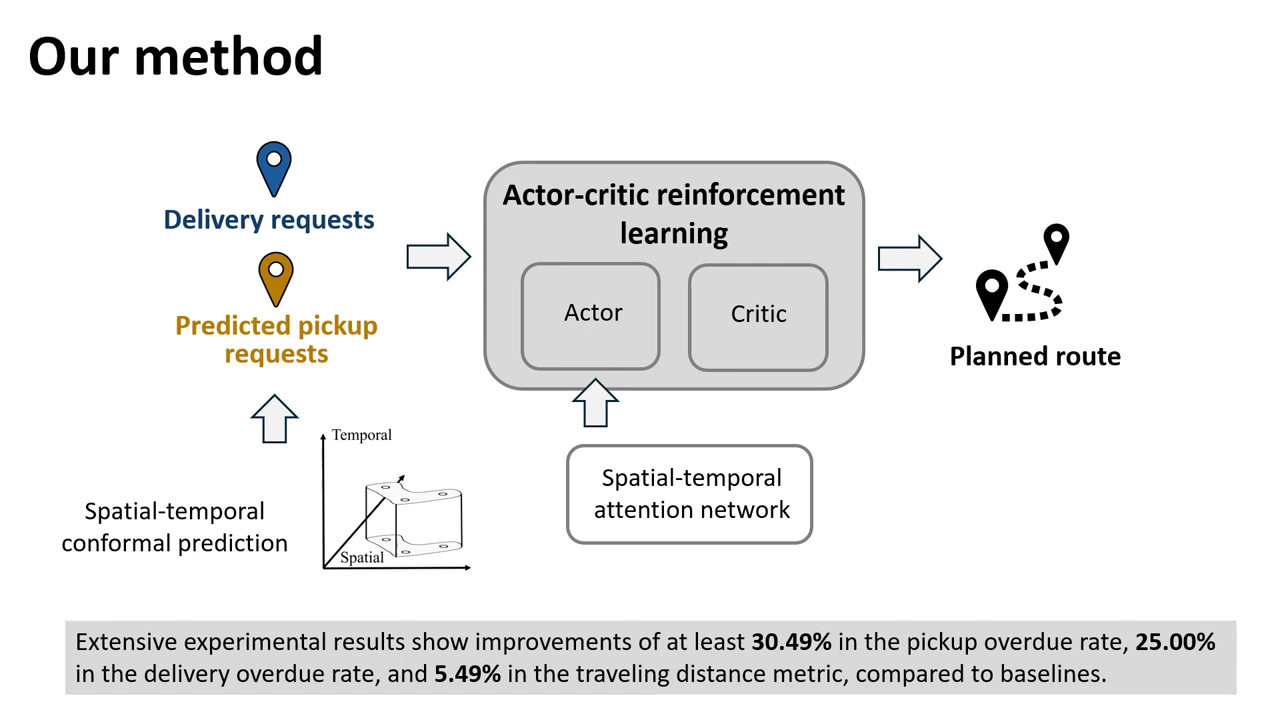 Our method
Delivery requests
Predicted pickup
requests
Spatial-temporal
conformal prediction
Temporal
Spatial
Actor-critic reinforcement
learning
Actor
Critic
Spatial-temporal
attention network
Planned route
Extensive experimental results show improvements of at least 30.49% in the pickup overdue rate, 25.00%
in the delivery overdue rate, and 5.49% in the traveling distance metric, compared to baselines.